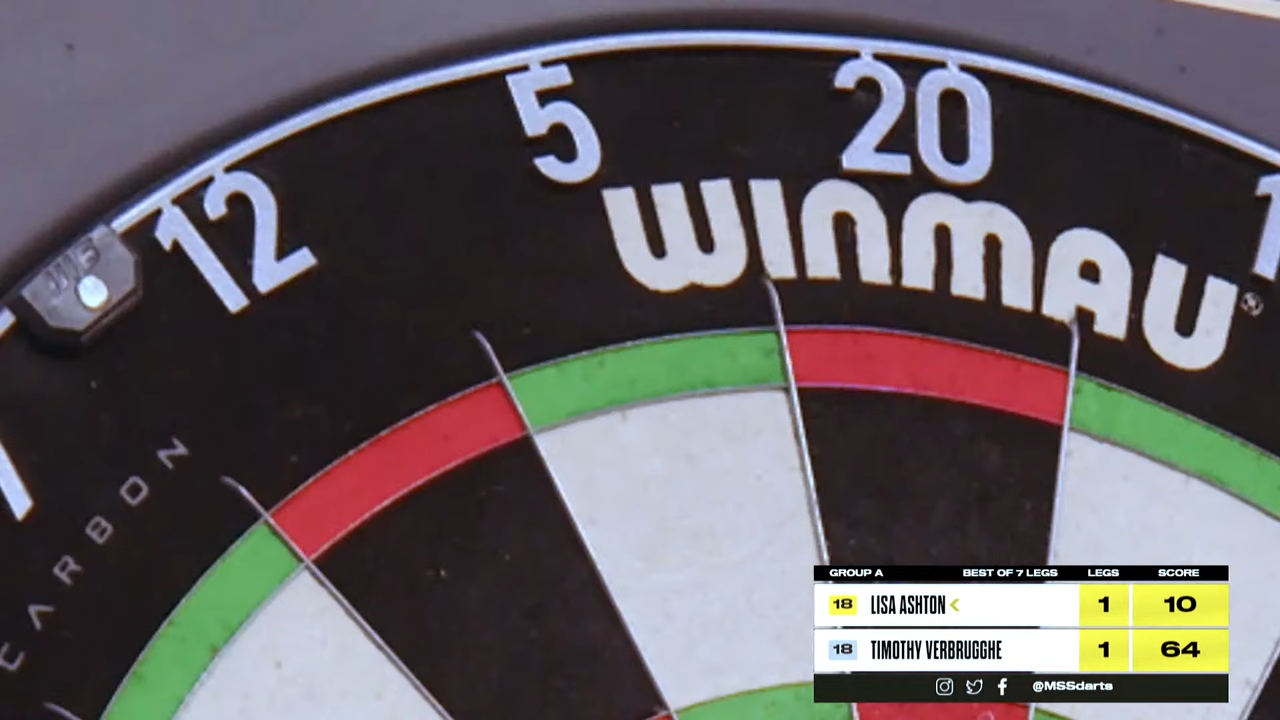 5
20
12
WINMAU®
CARBON
GROUP A BEST OF 7 LEGS LEGS SCORE
18 LISA ASHTON < 1 10
18 TIMOTHY VERBRUGGHE 1 64
@MSSdarts